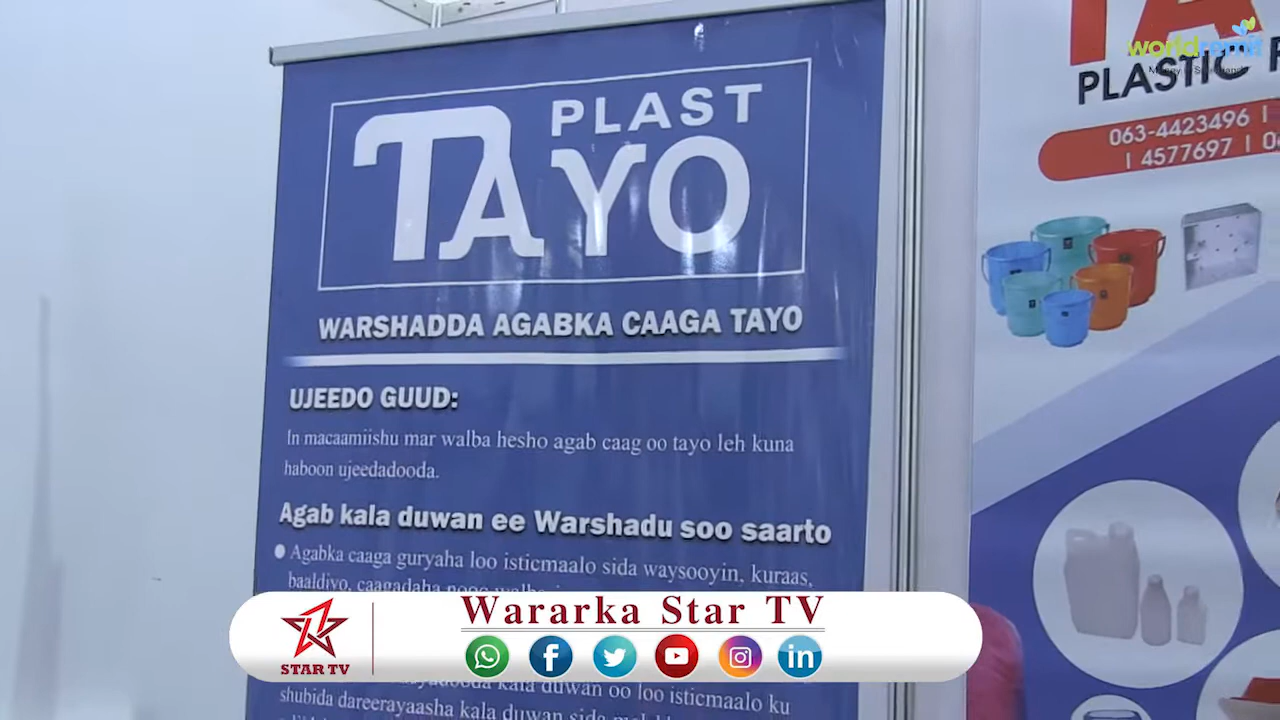 PLAST
TAYO
WARSHADDA AGABKA CAAGA TAYO
UJEEDO GUUD:
In macaamiishu mar walba hesho agab caag oo tayo leh kuna
haboon ujeedadooda.
Agab kala duwan ee Warshadu soo saarto
Agabka caaga guryaha loo isticmaalo sida waysooyin, kuraas,
kala duwan oo loo isticmaalo ku
shubida dareerayaasha kala duwan sida
worldremit
PLASTIC
063-4423496 |
| 4577697 |
Wararka Star TV
STAR TV